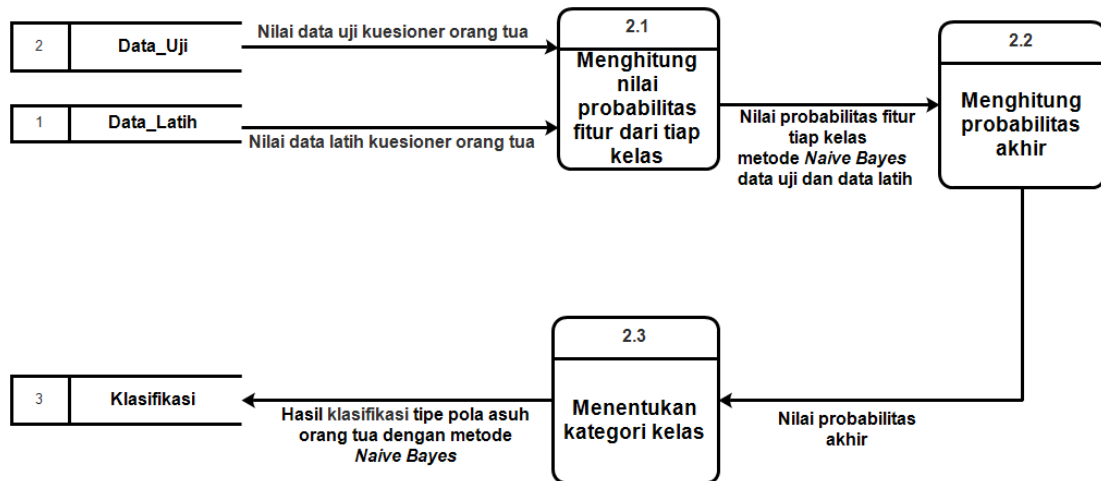 2
Data_Uji
Nilai data uji kuesioner orang tua
1
Data_Latih
Nilai data latih kuesioner orang tua
2.1
Menghitung
nilai
probabilitas
fitur dari tiap
kelas
Nilai probabilitas fitur
tiap kelas
metode Naive Bayes
data uji dan data latih
2.2
Menghitung
probabilitas
akhir
Nilai probabilitas
akhir
2.3
Menentukan
kategori kelas
Hasil klasifikasi tipe pola asuh
orang tua dengan metode
Naive Bayes
3
Klasifikasi